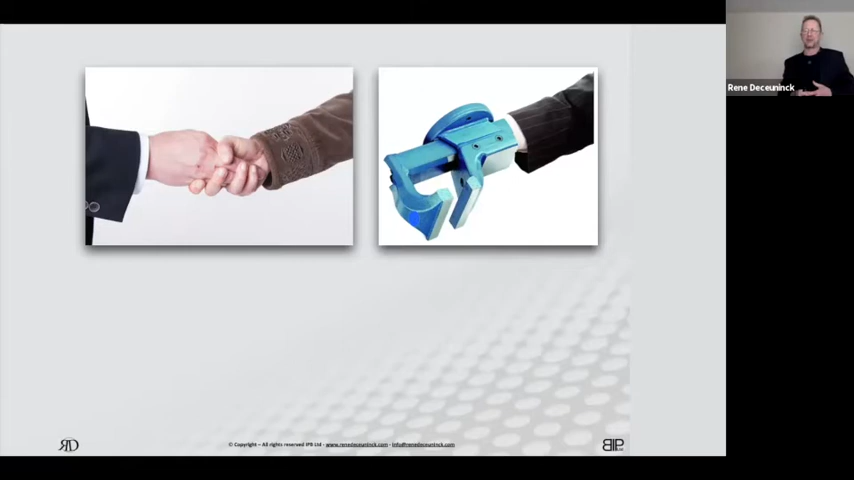 Rene Deceuninck
© Copyright – All rights reserved IPB Ltd - www.renedeceuninck.com - info@renedeceuninck.com